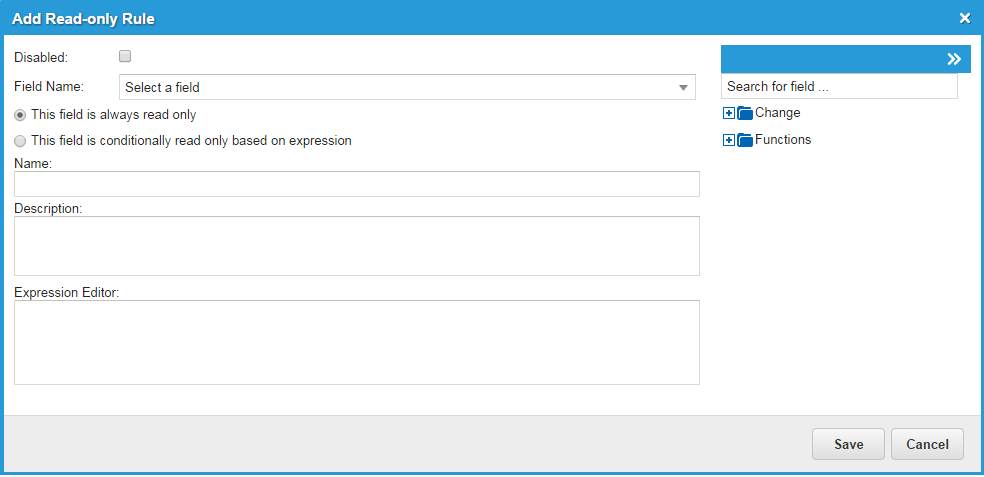 Add Read-only Rule
Disabled:
Field Name: Select a field
This field is always read only
This field is conditionally read only based on expression
Name:
Description:
Expression Editor:
Search for field ...
Change
Functions
Save Cancel